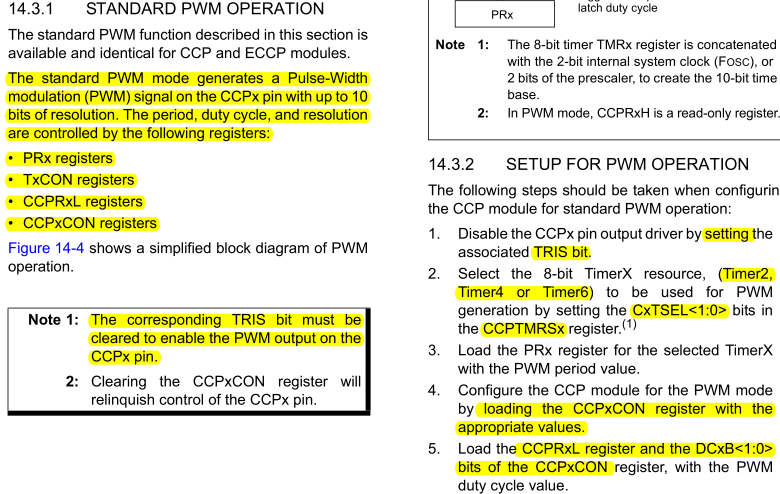 14.3.1 STANDARD PWM OPERATION
The standard PWM function described in this section is
available and identical for CCP and ECCP modules.
The standard PWM mode generates a Pulse-Width
modulation (PWM) signal on the CCPx pin with up to 10
bits of resolution. The period, duty cycle, and resolution
are controlled by the following registers:
• PRx registers
• TxCON registers
• CCPRxL registers
• CCPxCON registers
Figure 14-4 shows a simplified block diagram of PWM
operation.
Note 1: The corresponding TRIS bit must be
cleared to enable the PWM output on the
CCPx pin.
2: Clearing the CCPxCON register will
relinquish control of the CCPx pin.
PRx
latch duty cycle
Note 1: The 8-bit timer TMRx register is concatenated
with the 2-bit internal system clock (FOSC), or
2 bits of the prescaler, to create the 10-bit time
base.
2: In PWM mode, CCPRxH is a read-only register.
14.3.2 SETUP FOR PWM OPERATION
The following steps should be taken when configurin
the CCP module for standard PWM operation:
1. Disable the CCPx pin output driver by setting the
associated TRIS bit.
2. Select the 8-bit TimerX resource, (Timer2,
Timer4 or Timer6) to be used for PWM
generation by setting the CxTSEL<1:0> bits in
the CCPTMRSx register.(1)
3. Load the PRx register for the selected TimerX
with the PWM period value.
4. Configure the CCP module for the PWM mode
by loading the CCPxCON register with the
appropriate values.
5. Load the CCPRxL register and the DCxB<1:0>
bits of the CCPxCON register, with the PWM
duty cycle value.